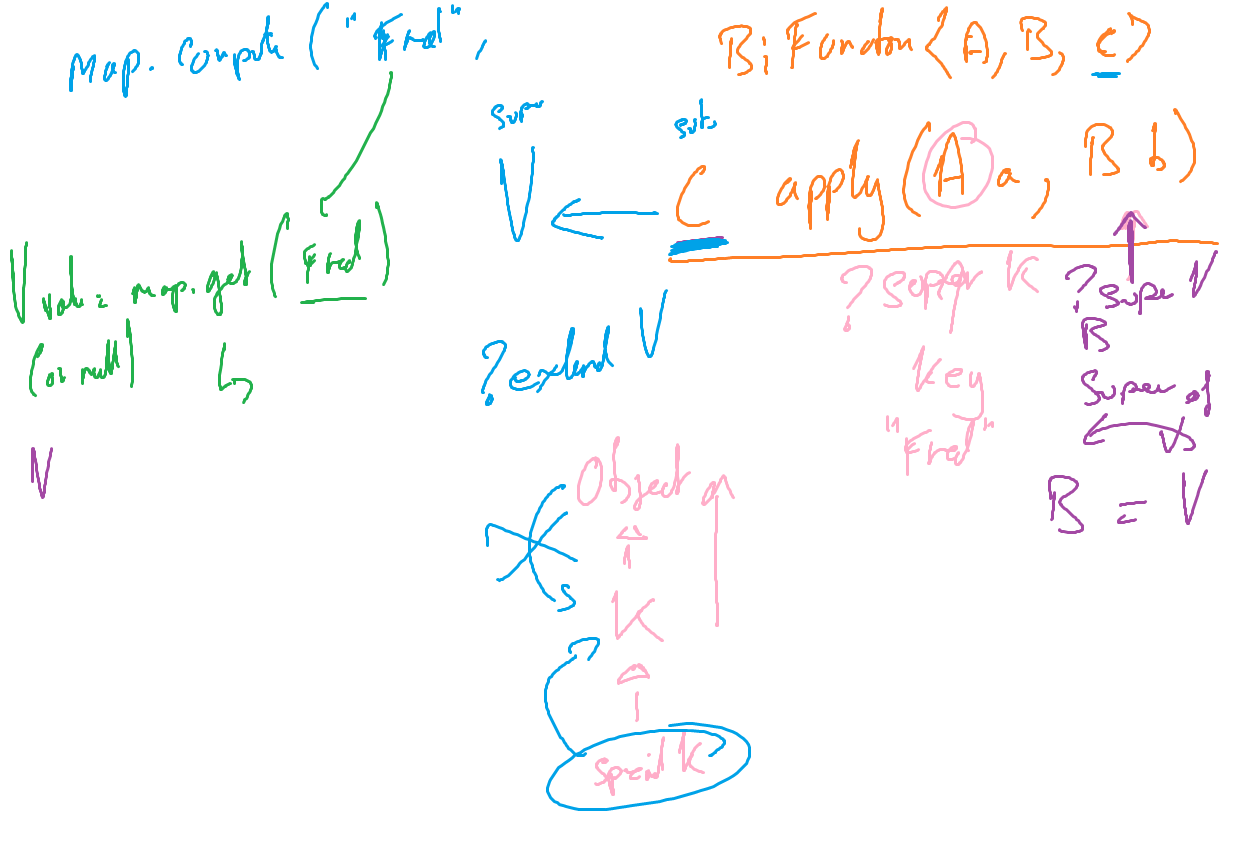 Map. Compute ("Fred",
BiFunction<A, B, C>
super
sub
V ← C apply (A a, B b)
V value = map.get (Fred)
(or null)
? super K
? super V
B
? extend V
Key
Super of
V
"Fred"
V
Object
B = V
K
Special K